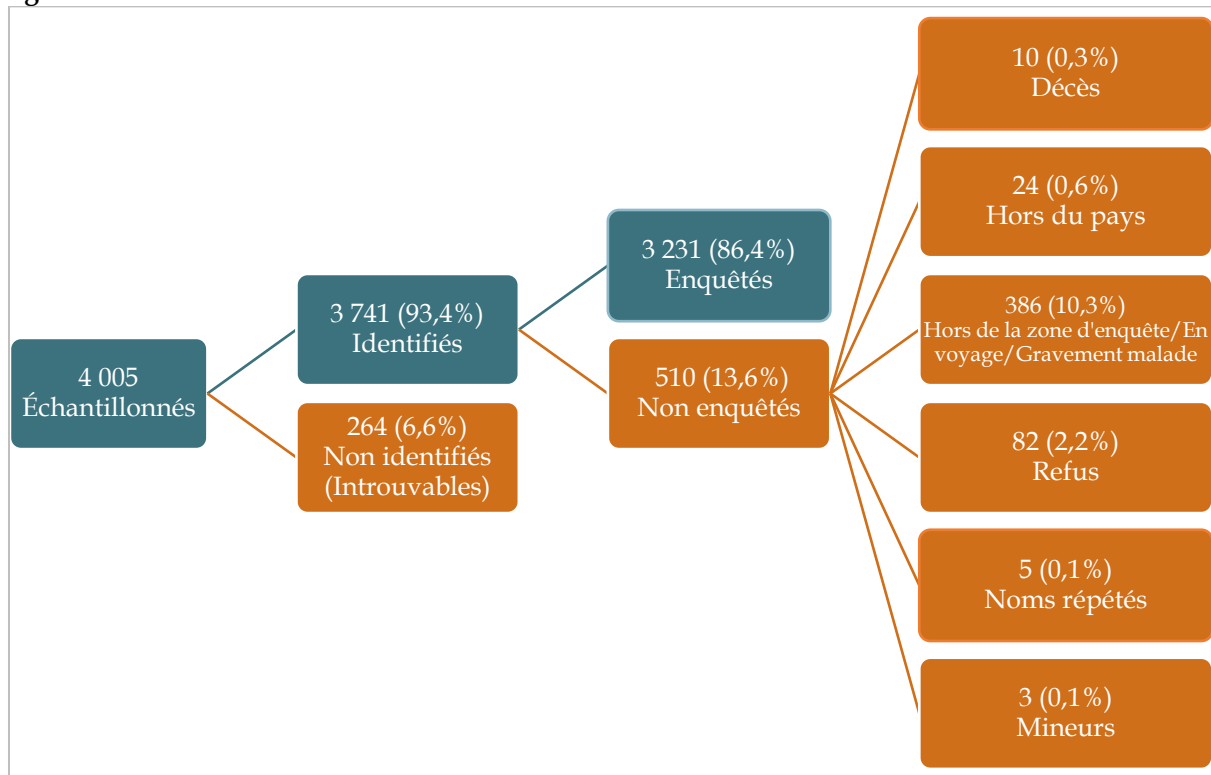 4 005
Échantillonnés
3 741 (93,4%)
Identifiés
264 (6,6%)
Non identifiés
(Introuvables)
3 231 (86,4%)
Enquêtés
510 (13,6%)
Non enquêtés
10 (0,3%)
Décès
24 (0,6%)
Hors du pays
386 (10,3%)
Hors de la zone d'enquête/En
voyage/Gravement malade
82 (2,2%)
Refus
5 (0,1%)
Noms répétés
3 (0,1%)
Mineurs